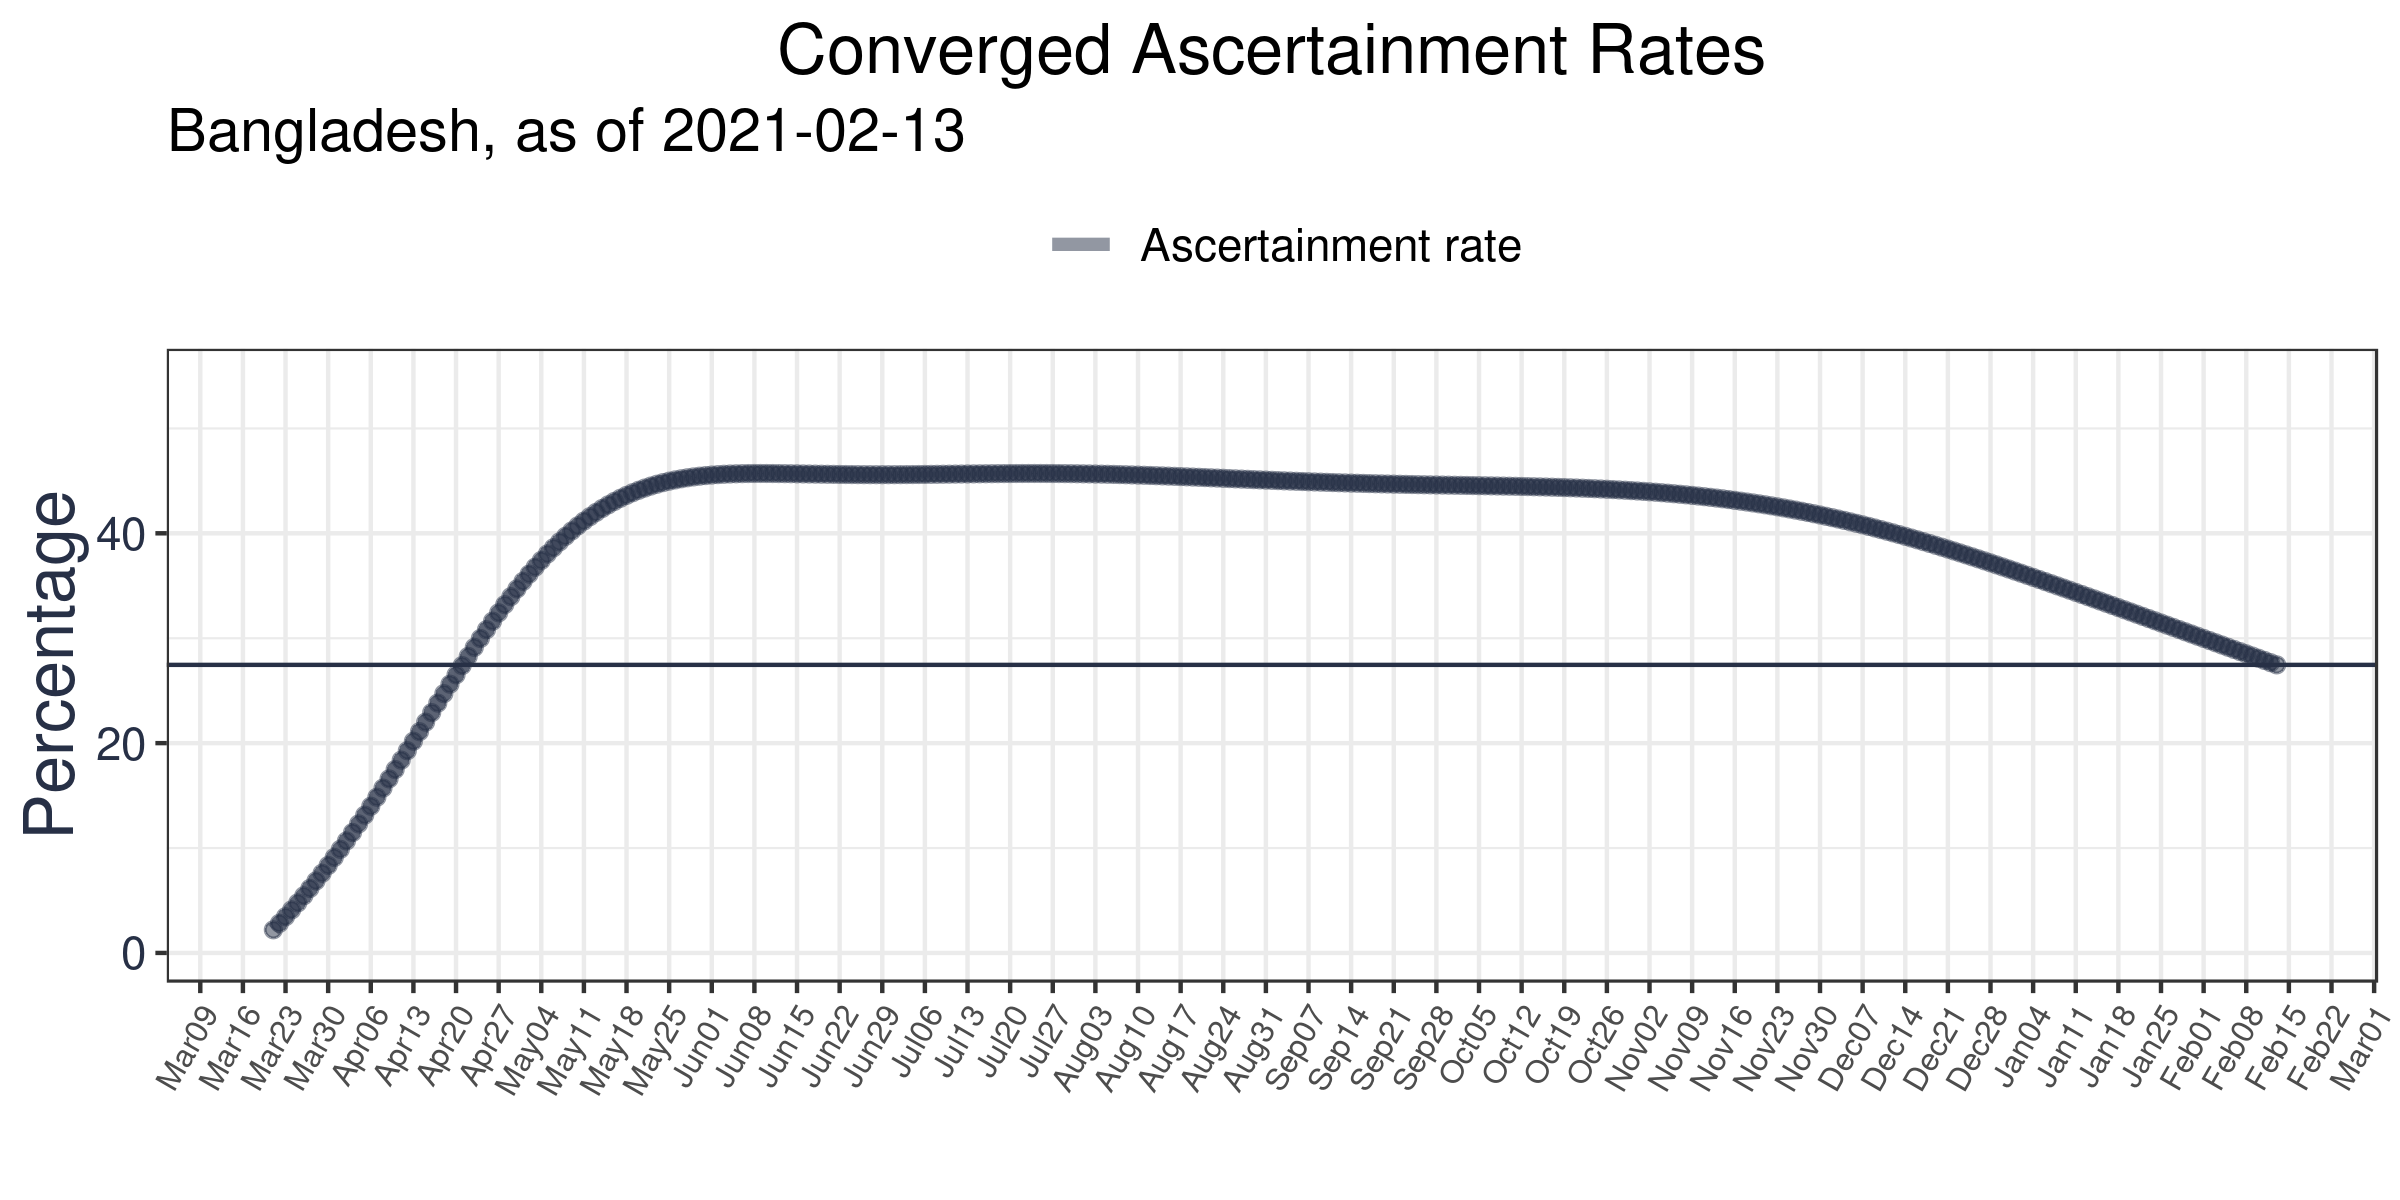 Converged Ascertainment Rates
Bangladesh, as of 2021-02-13
Ascertainment rate
Percentage
40
20
0
Mar09
Mar16
Mar23
Mar30
Apr06
Apr13
Apr20
Apr27
May04
May11
May18
May25
Jun01
Jun08
Jun15
Jun22
Jun29
Jul06
Jul13
Jul20
Jul27
Aug03
Aug10
Aug17
Aug24
Aug31
Sep07
Sep14
Sep21
Sep28
Oct05
Oct12
Oct19
Oct26
Nov02
Nov09
Nov16
Nov23
Nov30
Dec07
Dec14
Dec21
Dec28
Jan04
Jan11
Jan18
Jan25
Feb01
Feb08
Feb15
Feb22
Mar01